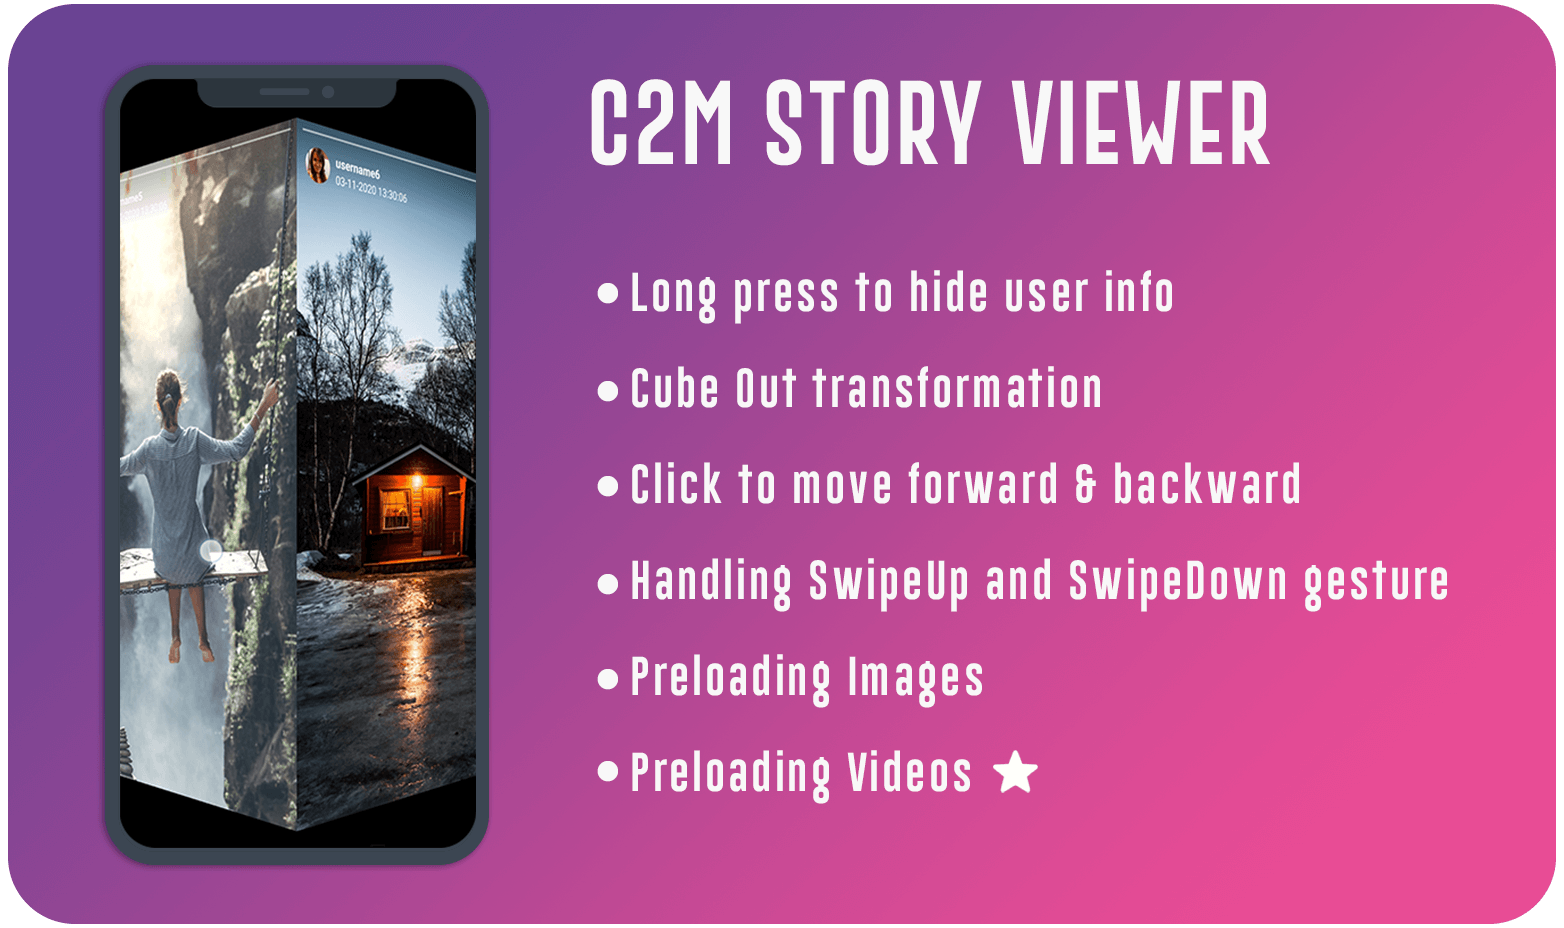 C2M STORY VIEWER
username6
03-11-2020 13:30:06
• Long press to hide user info
• Cube Out transformation
• Click to move forward & backward
• Handling SwipeUp and SwipeDown gesture
• Preloading Images
• Preloading Videos ★